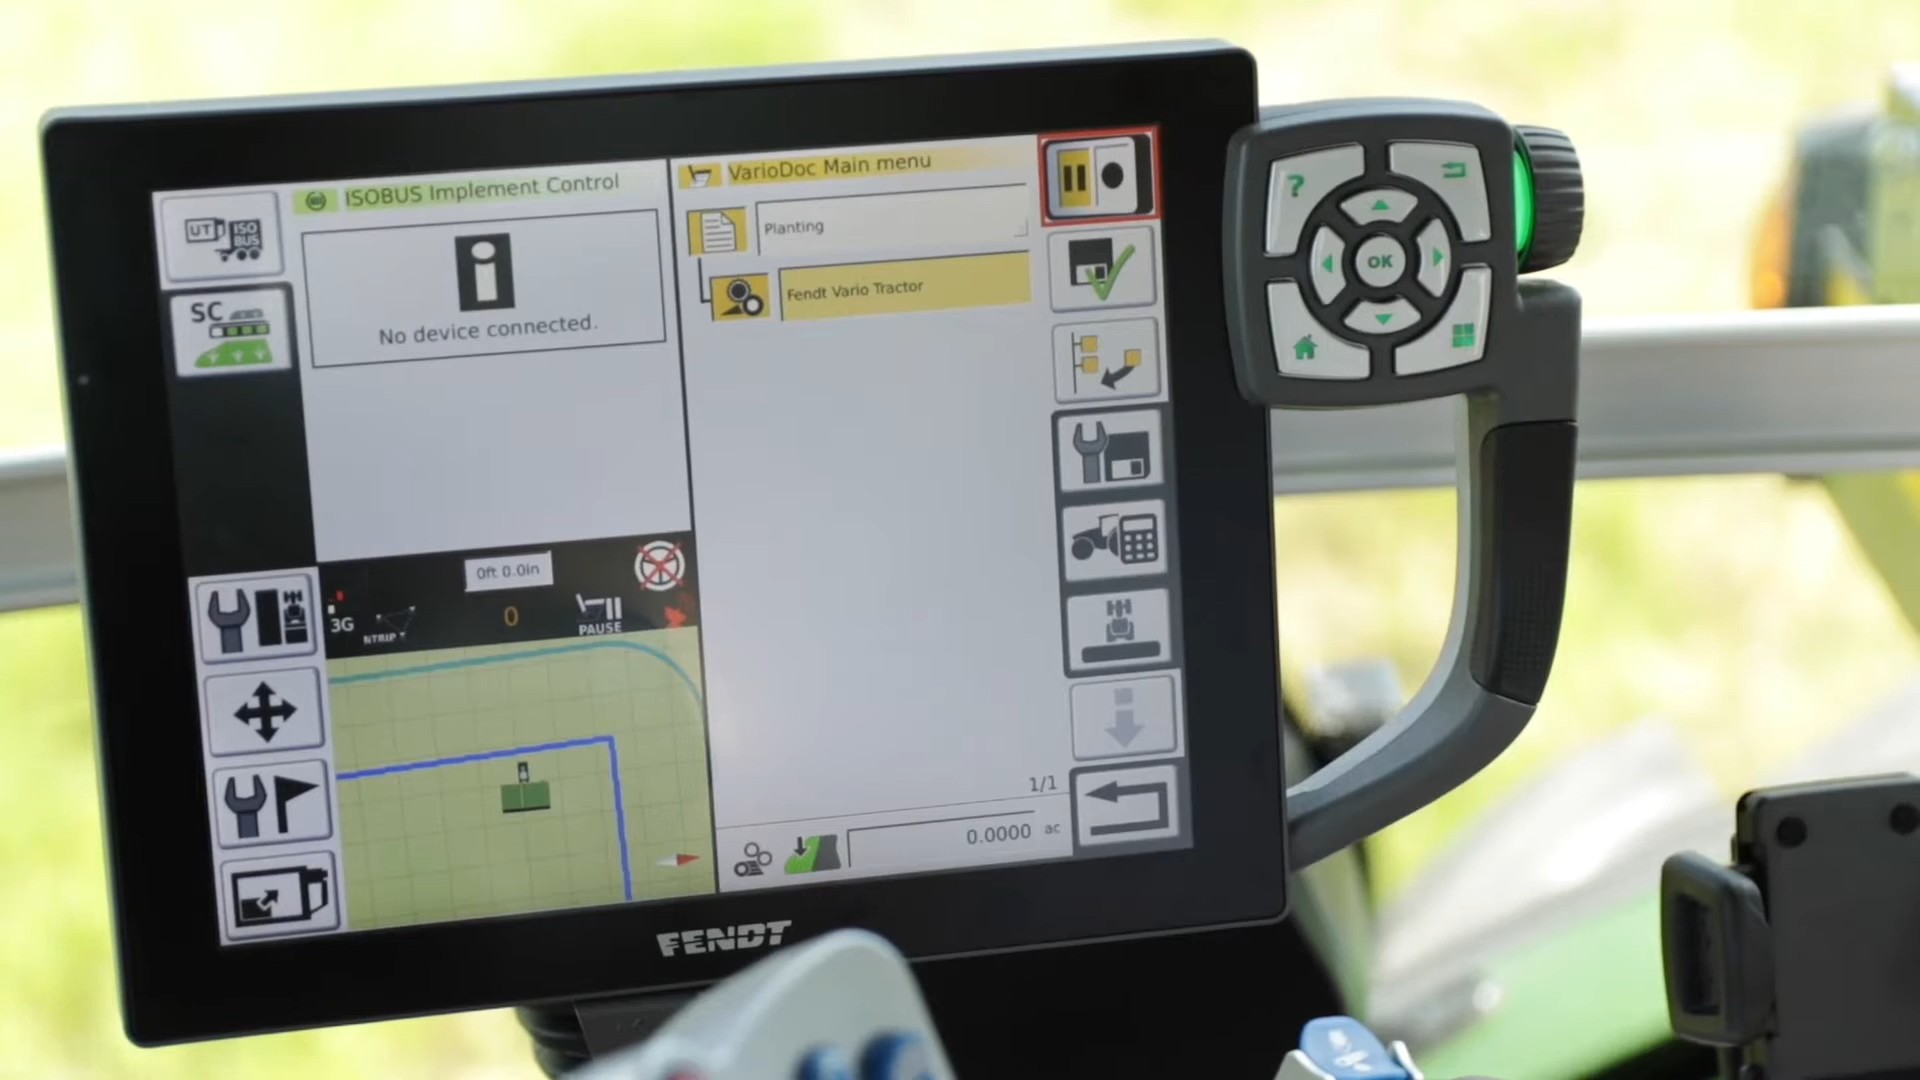 UT
ISO
BUS
SC
ISOBUS Implement Control
No device connected.
0ft 0.0in
3G
NTRIP
0
PAUSE
VarioDoc Main menu
Planting
Fendt Vario Tractor
1/1
0.0000 ac
FENDT
?
OK